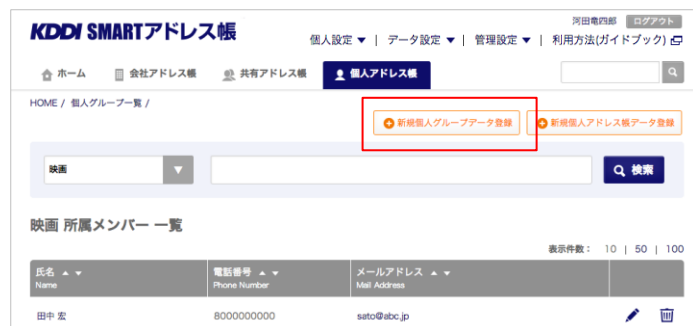 KDDI SMARTアドレス帳
河田竜四郎 ログアウト
個人設定 ▼ | データ設定 ▼ | 管理設定 ▼ | 利用方法(ガイドブック)
ホーム 会社アドレス帳 共有アドレス帳 個人アドレス帳
HOME / 個人グループ一覧 /
新規個人グループデータ登録 新規個人アドレス帳データ登録
映画 ▼ 検索
映画 所属メンバー 一覧
表示件数: 10 | 50 | 100
氏名 ▲ ▼ 電話番号 ▲ ▼ メールアドレス ▲ ▼
Name Phone Number Mail Address
田中 宏 8000000000 sato@abc.jp